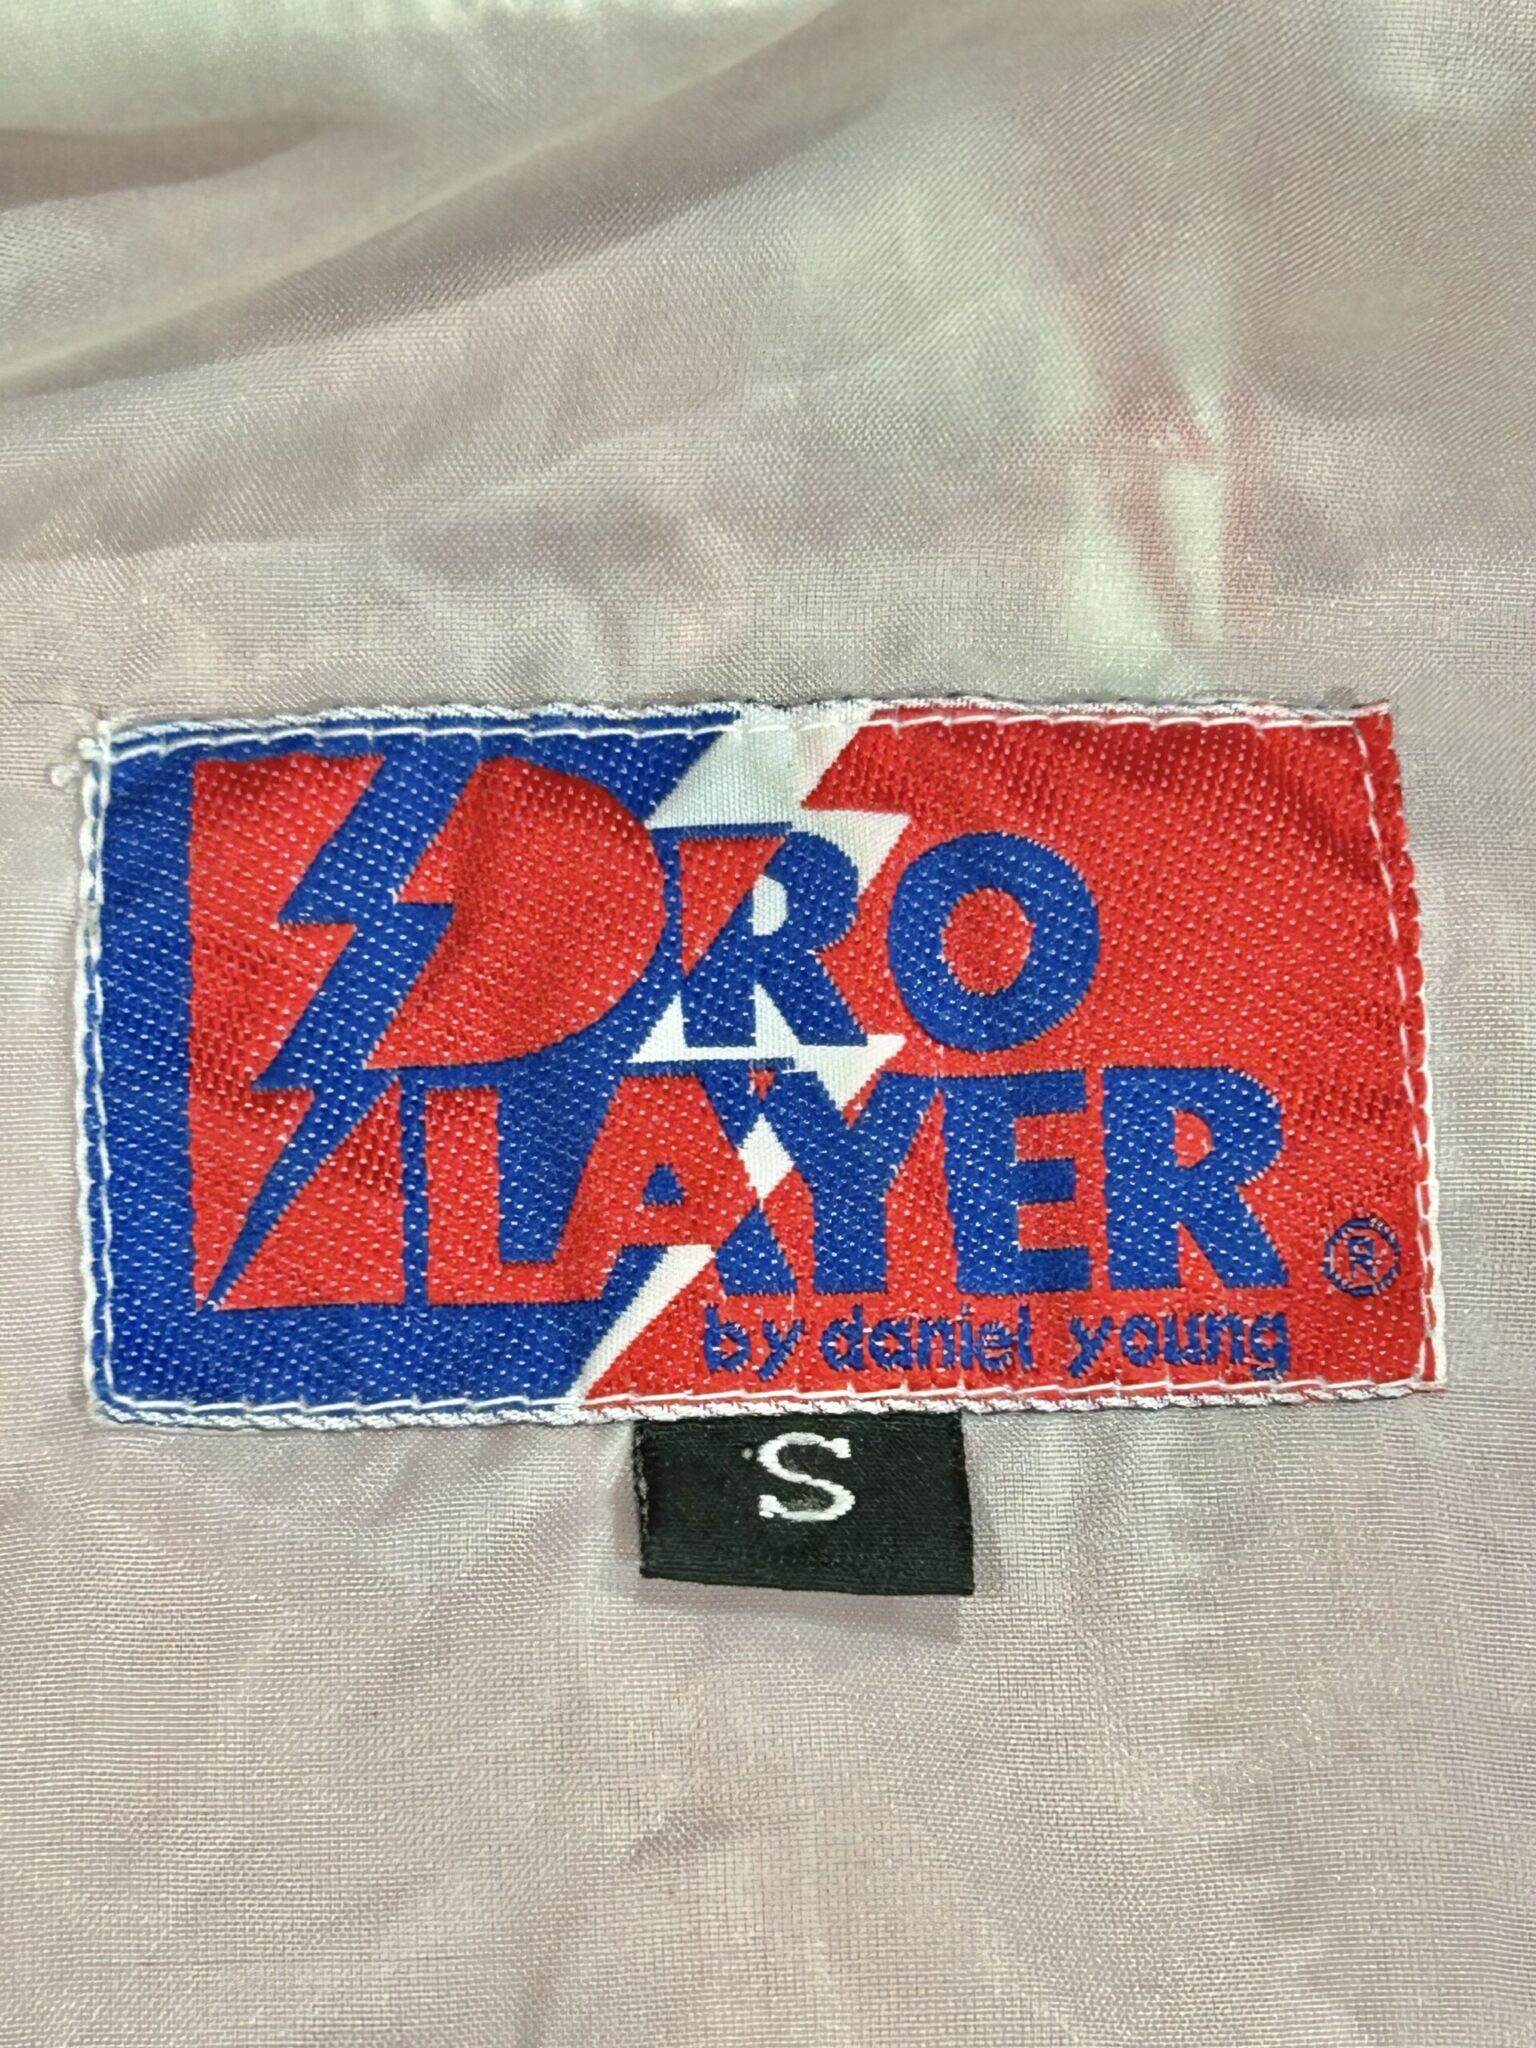 PRO
PLAYER®
by daniel young
S